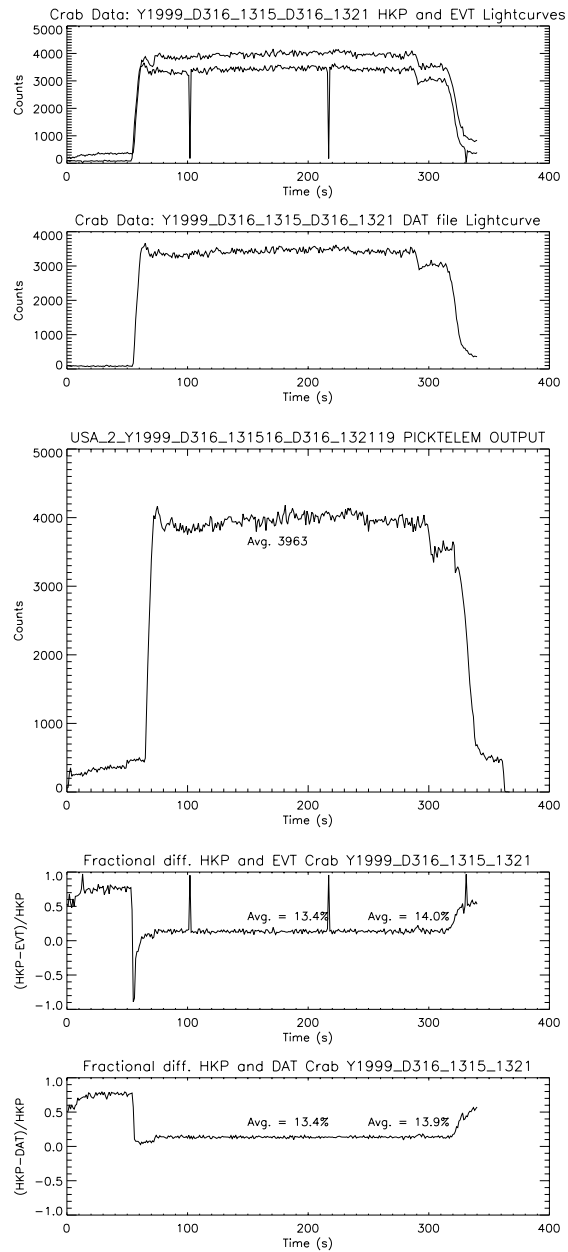 Crab Data: Y1999_D316_1315_D316_1321 HKP and EVT Lightcurves
5000
4000
3000
2000
1000
0
Counts
0 100 200 300 400
Time (s)
Crab Data: Y1999_D316_1315_D316_1321 DAT file Lightcurve
4000
3000
2000
1000
0
Counts
0 100 200 300 400
Time (s)
USA_2_Y1999_D316_131516_D316_132119 PICKTELEM OUTPUT
5000
4000
3000
2000
1000
0
Counts
Avg. 3963
0 100 200 300 400
Time (s)
Fractional diff. HKP and EVT Crab Y1999_D316_1315_1321
1.0
0.5
0.0
-0.5
-1.0
(HKP-EVT)/HKP
Avg. = 13.4% Avg. = 14.0%
0 100 200 300 400
Time (s)
Fractional diff. HKP and DAT Crab Y1999_D316_1315_1321
1.0
0.5
0.0
-0.5
-1.0
(HKP-DAT)/HKP
Avg. = 13.4% Avg. = 13.9%
0 100 200 300 400
Time (s)